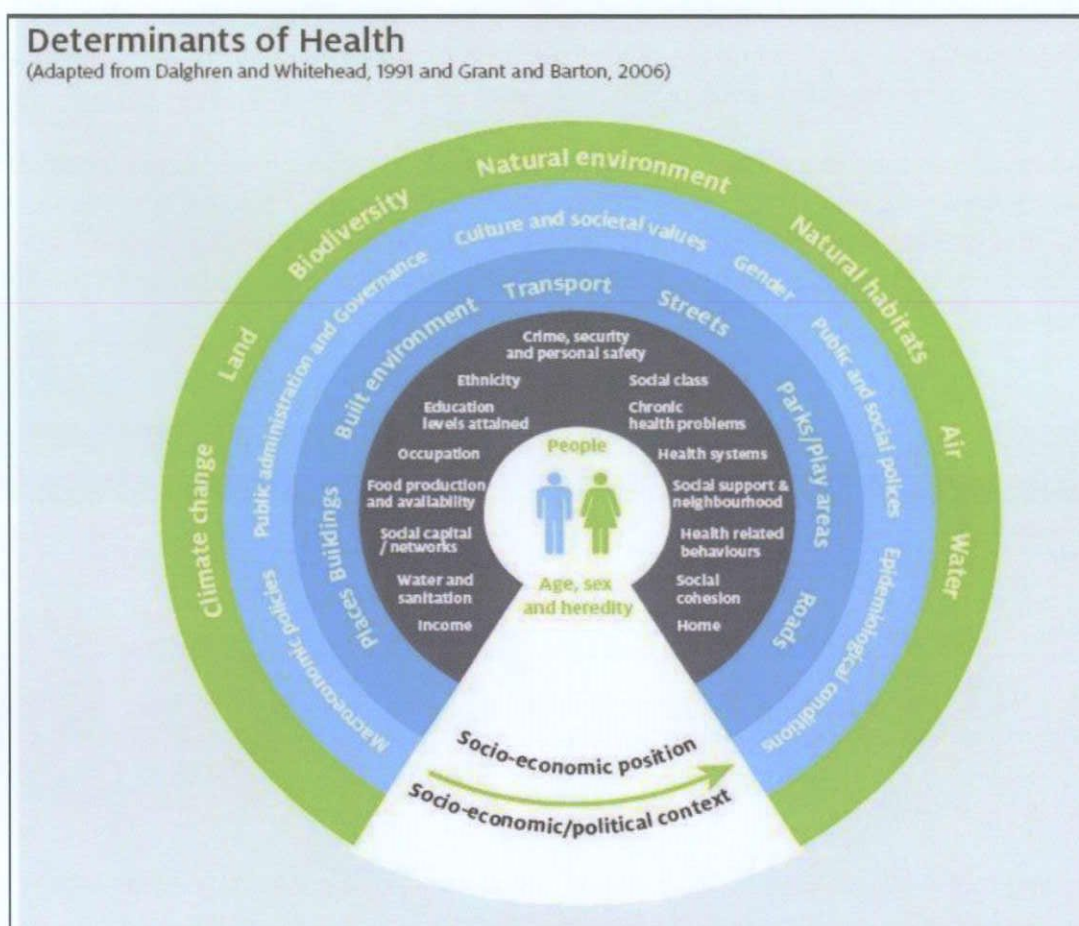 Determinants of Health
(Adapted from Dalghren and Whitehead, 1991 and Grant and Barton, 2006)
Climate change
Land
Biodiversity
Natural environment
Natural habitats
Air
Water
Macroeconomic policies
Public administration and Governance
Culture and societal values
Gender
Public and social polices
Epidemiological conditions
Places
Buildings
Built environment
Transport
Streets
Parks/play areas
Roads
Crime, security
and personal safety
Ethnicity
Education
levels attained
Occupation
Food production
and availability
Social capital
/ networks
Water and
sanitation
Income
Social class
Chronic
health problems
Health systems
Social support &
neighbourhood
Health related
behaviours
Social
cohesion
Home
People
Age, sex
and heredity
Socio-economic position
Socio-economic/political context